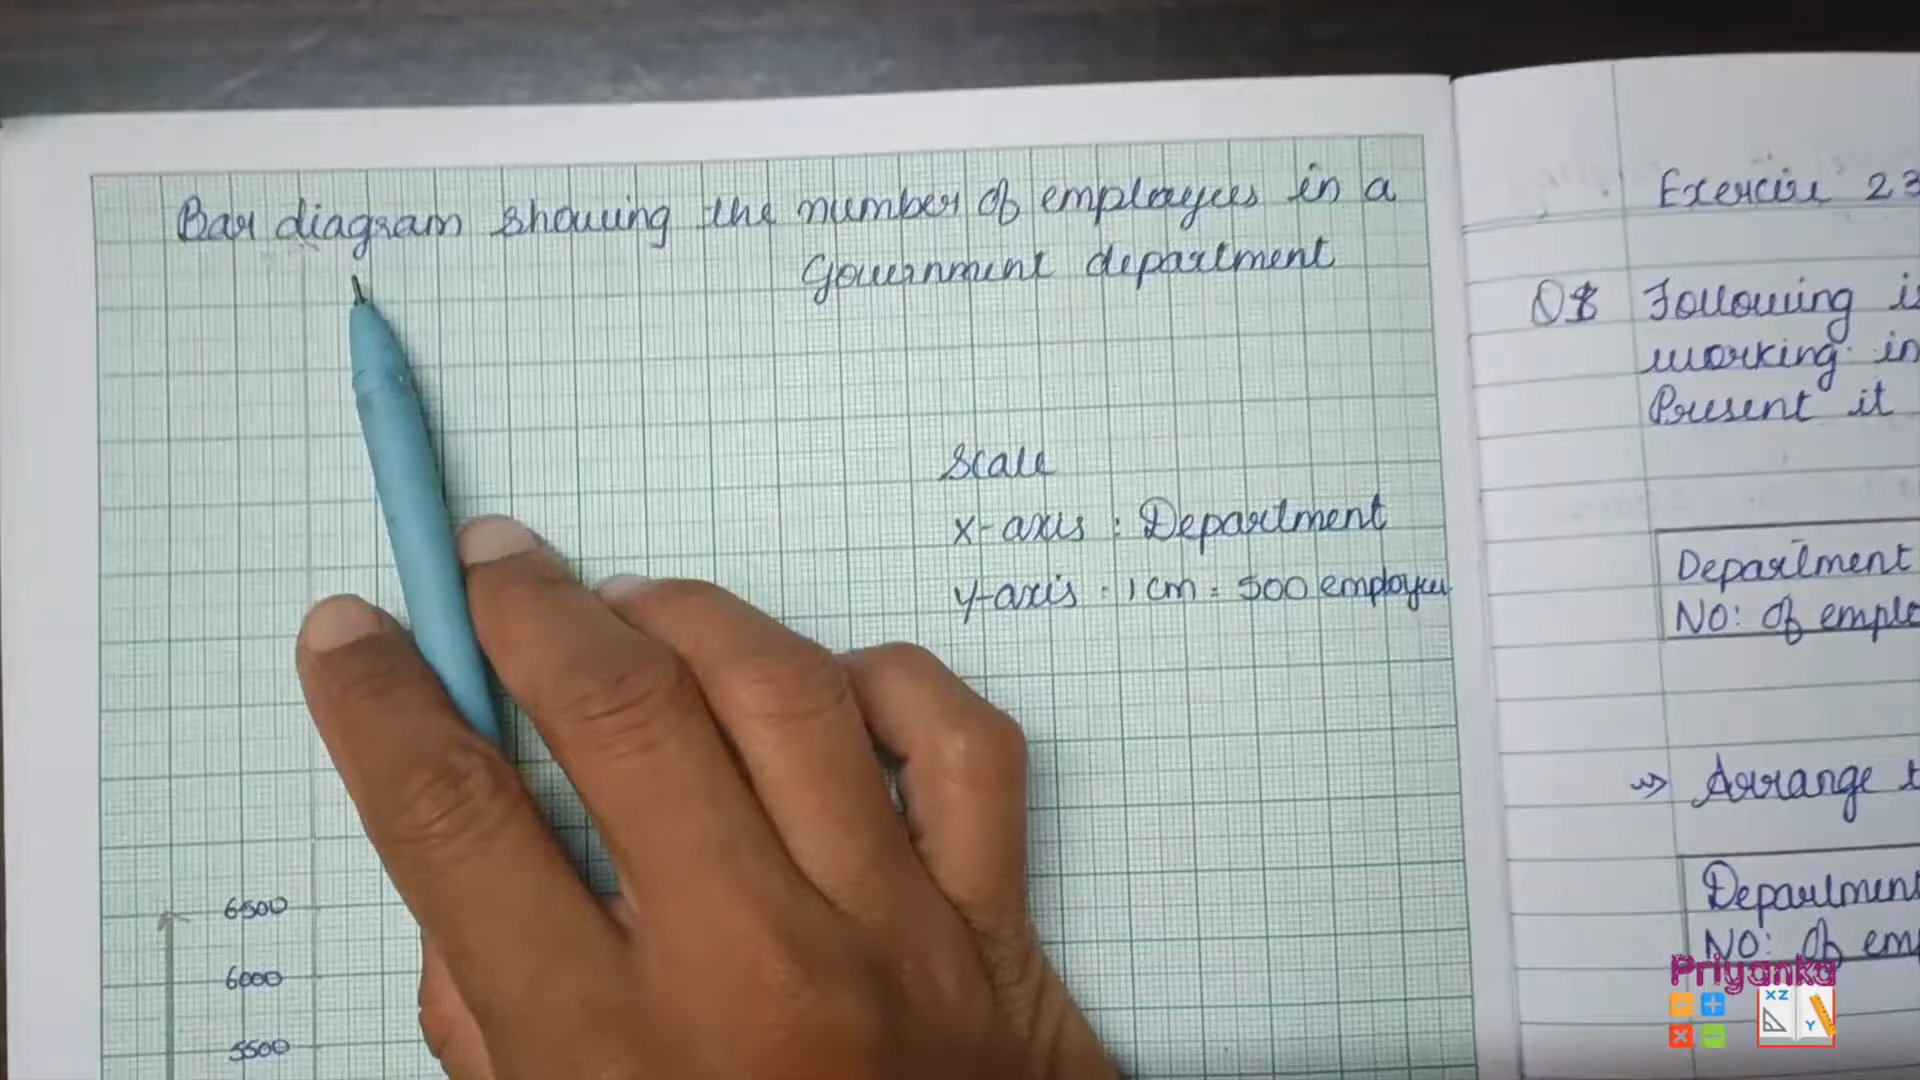 Bar diagram showing the number of employees in a
Government department
Scale
x-axis : Department
y-axis : 1 cm = 500 employees
6500
6000
5500
Exercise 23
Q8 Following is
working in
Present it
Department
NO: Of emplo
⇒ Arrange t
Department
NO: Of em
Priyanka
XZ
Y